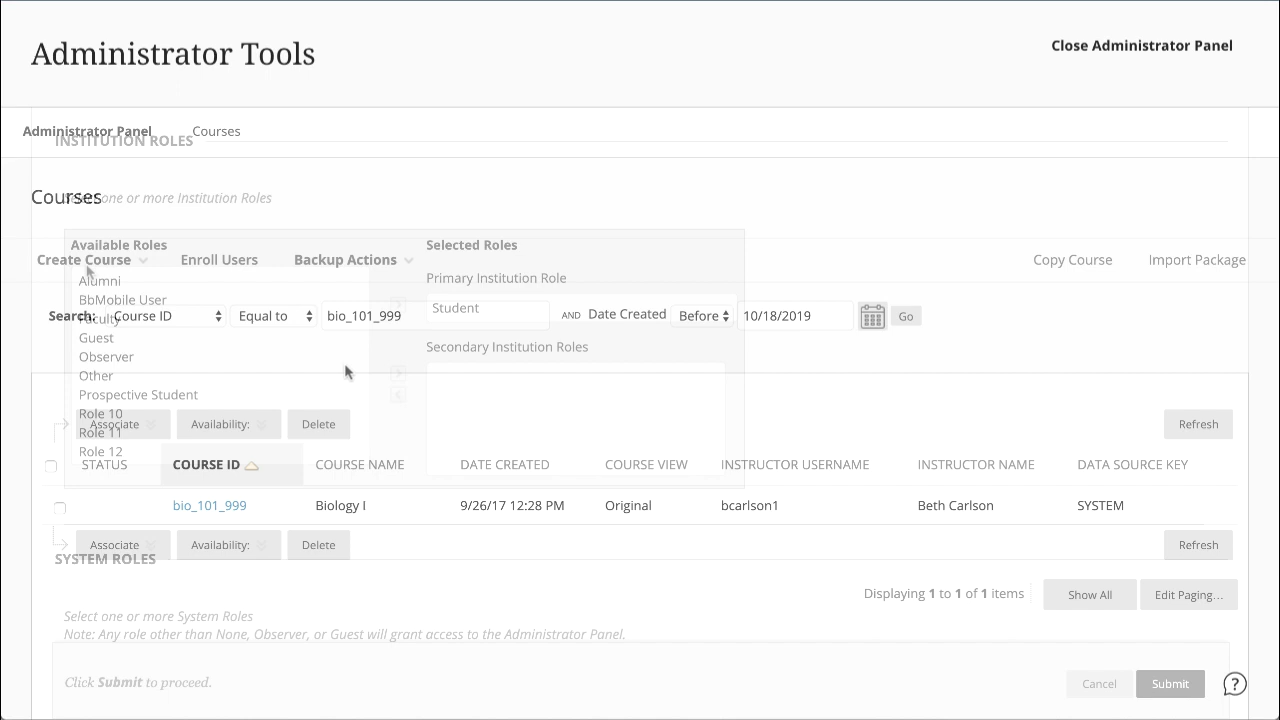 Administrator Tools
Close Administrator Panel
Administrator Panel
Courses
INSTITUTION ROLES
Courses
Select one or more Institution Roles
Available Roles
Selected Roles
Create Course
Enroll Users
Backup Actions
Copy Course
Import Package
Primary Institution Role
Alumni
BbMobile User
Student
Search:
Course ID
Equal to
bio_101_999
AND
Date Created
Before
10/18/2019
Go
Faculty
Guest
Secondary Institution Roles
Observer
Other
Prospective Student
Role 10
Associate
Availability:
Delete
Refresh
Role 11
Role 12
STATUS
COURSE ID
COURSE NAME
DATE CREATED
COURSE VIEW
INSTRUCTOR USERNAME
INSTRUCTOR NAME
DATA SOURCE KEY
bio_101_999
Biology I
9/26/17 12:28 PM
Original
bcarlson1
Beth Carlson
SYSTEM
Associate
Availability:
Delete
Refresh
SYSTEM ROLES
Displaying 1 to 1 of 1 items
Show All
Edit Paging...
Select one or more System Roles
Note: Any role other than None, Observer, or Guest will grant access to the Administrator Panel.
Click Submit to proceed.
Cancel
Submit
?